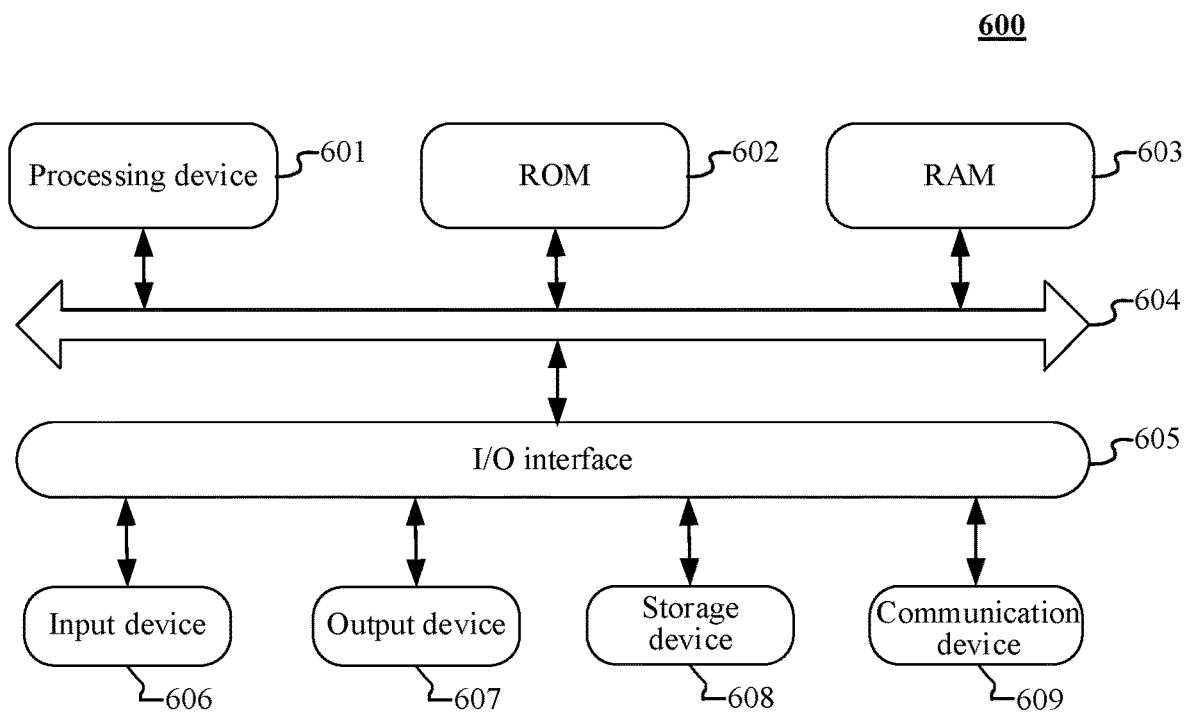 600
Processing device
601
ROM
602
RAM
603
604
I/O interface
605
Input device
Output device
Storage
device
Communication
device
606
607
608
609